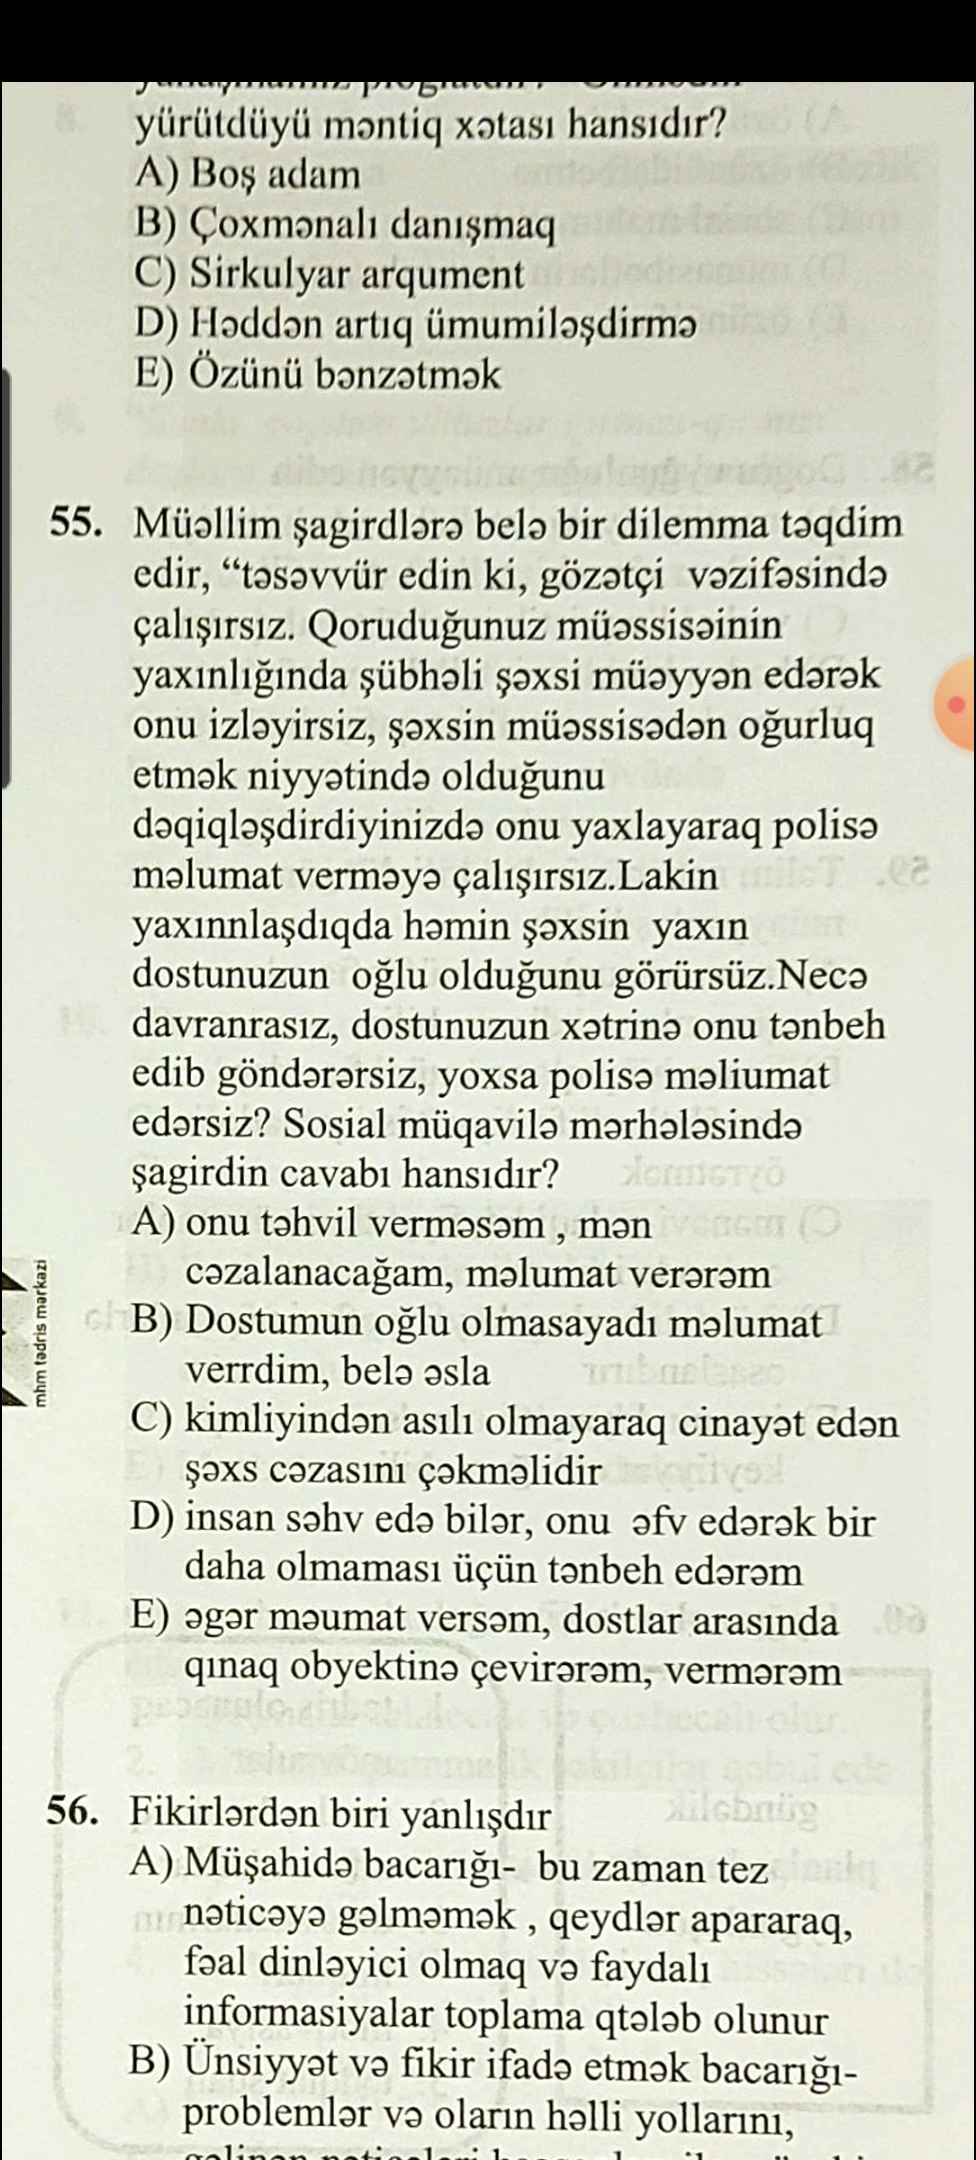 yürütdüyü məntiq xətası hansıdır?
A) Boş adam
B) Çoxmənalı danışmaq
C) Sirkulyar arqument
D) Həddən artıq ümumiləşdirmə
E) Özünü bənzətmək
55. Müəllim şagirdlərə belə bir dilemma təqdim
edir, “təsəvvür edin ki, gözətçi vəzifəsində
çalışırsız. Qoruduğunuz müəssisəinin
yaxınlığında şübhəli şəxsi müəyyən edərək
onu izləyirsiz, şəxsin müəssisədən oğurluq
etmək niyyətində olduğunu
dəqiqləşdirdiyinizdə onu yaxlayaraq polisə
məlumat verməyə çalışırsız.Lakin
yaxınnlaşdıqda həmin şəxsin yaxın
dostunuzun oğlu olduğunu görürsüz.Necə
davranrasız, dostunuzun xətrinə onu tənbeh
edib göndərərsiz, yoxsa polisə məliumat
edərsiz? Sosial müqavilə mərhələsində
şagirdin cavabı hansıdır?
A) onu təhvil verməsəm , mən
cəzalanacağam, məlumat verərəm
B) Dostumun oğlu olmasayadı məlumat
verrdim, belə əsla
C) kimliyindən asılı olmayaraq cinayət edən
şəxs cəzasını çəkməlidir
D) insan səhv edə bilər, onu əfv edərək bir
daha olmaması üçün tənbeh edərəm
E) əgər məumat versəm, dostlar arasında
qınaq obyektinə çevirərəm, vermərəm
mhm tədris mərkəzi
56. Fikirlərdən biri yanlışdır
A) Müşahidə bacarığı- bu zaman tez
nəticəyə gəlməmək , qeydlər apararaq,
fəal dinləyici olmaq və faydalı
informasiyalar toplama qtələb olunur
B) Ünsiyyət və fikir ifadə etmək bacarığı-
problemlər və oların həlli yollarını,